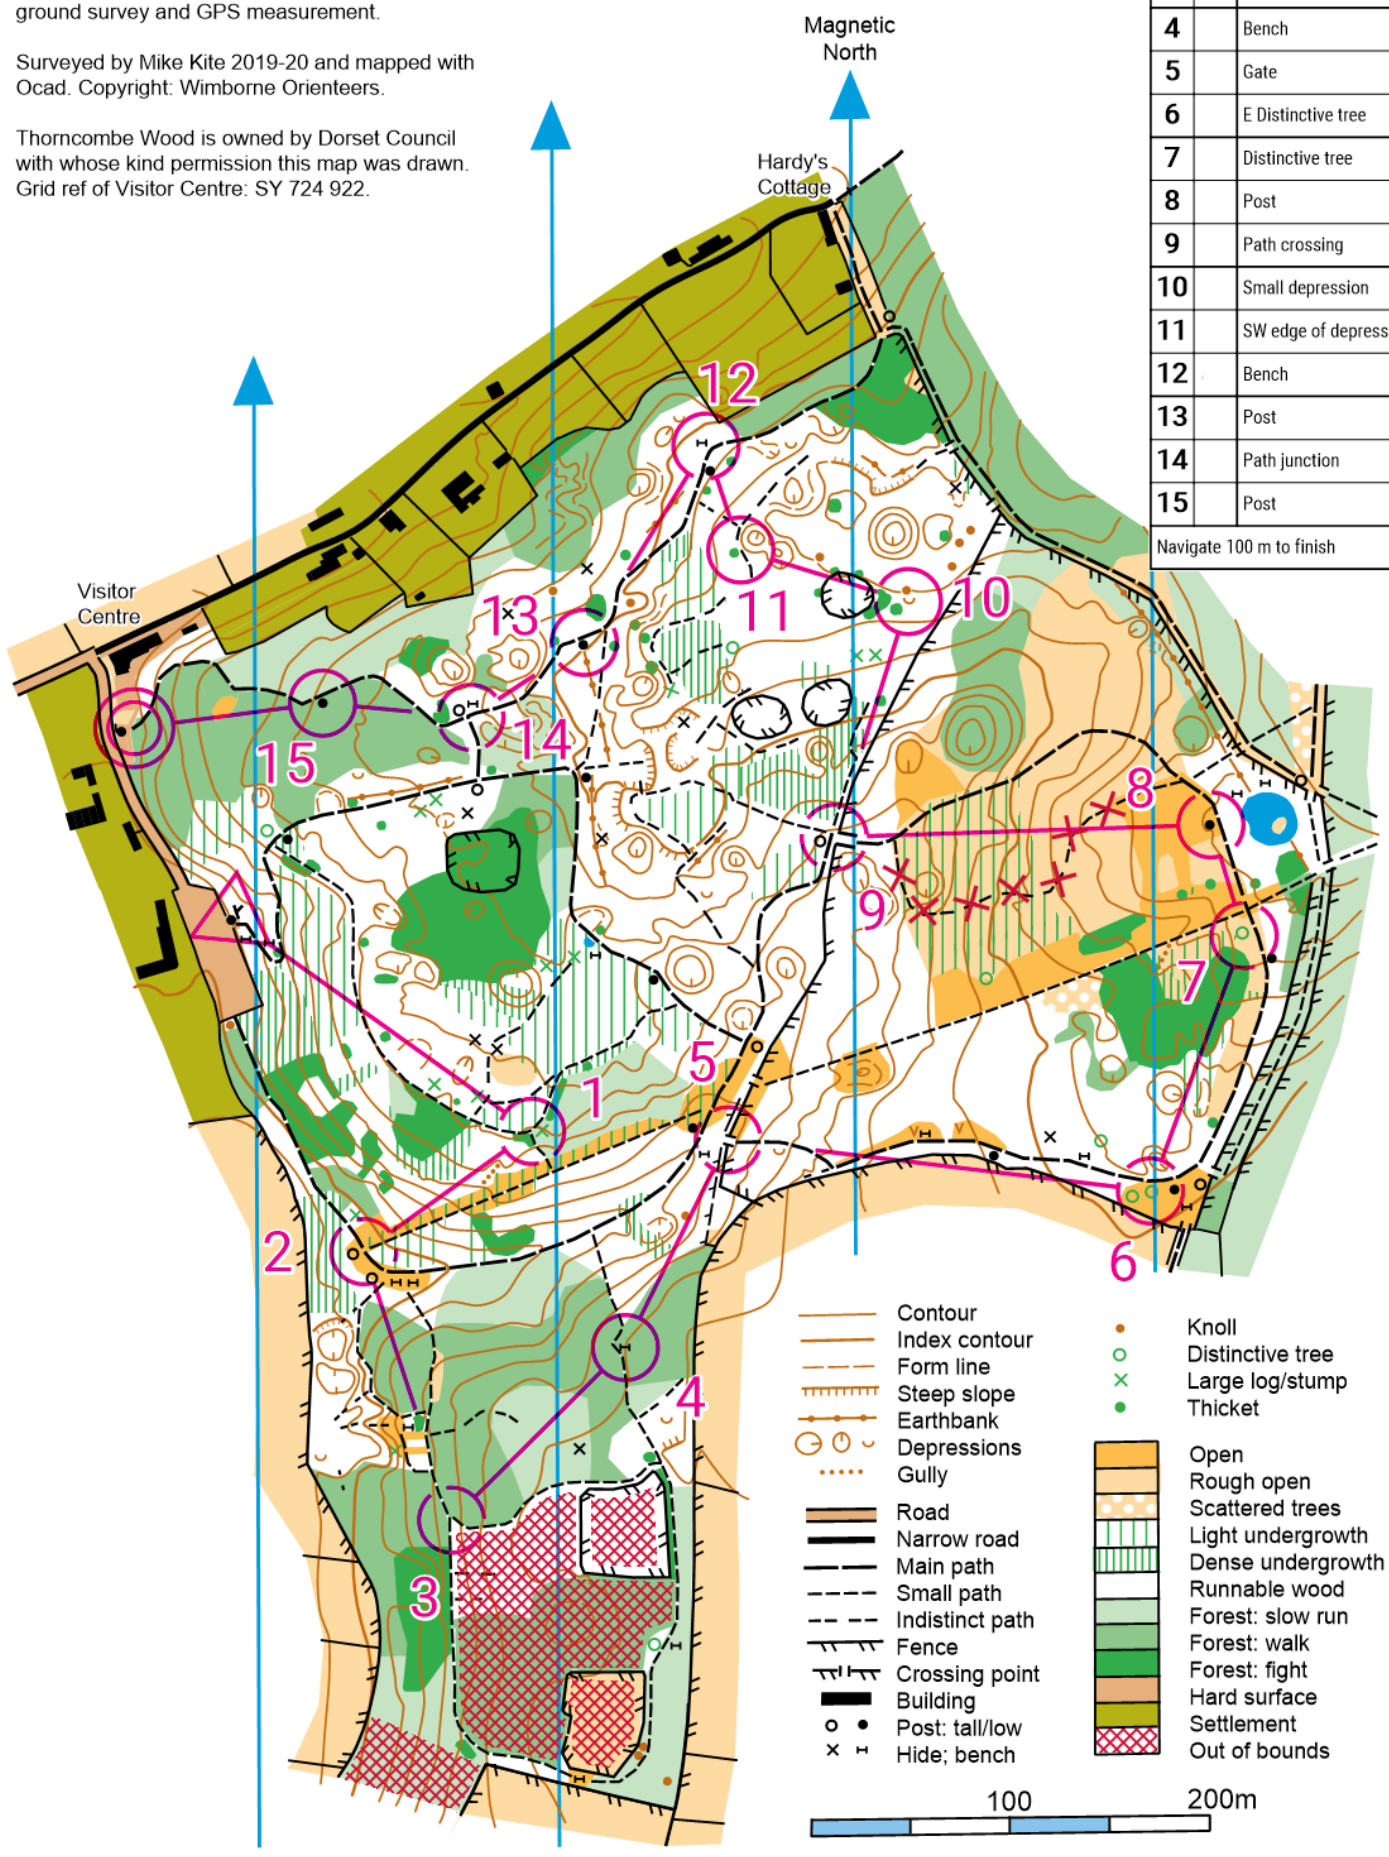 ground survey and GPS measurement.
Surveyed by Mike Kite 2019-20 and mapped with
Ocad. Copyright: Wimborne Orienteers.
Thorncombe Wood is owned by Dorset Council
with whose kind permission this map was drawn.
Grid ref of Visitor Centre: SY 724 922.
Magnetic
North
4 Bench
5 Gate
6 E Distinctive tree
7 Distinctive tree
8 Post
9 Path crossing
10 Small depression
11 SW edge of depress
12 Bench
13 Post
14 Path junction
15 Post
Navigate 100 m to finish
Hardy's
Cottage
12
13
11
10
Visitor
Centre
14
15
8
9
7
5
1
2
6
4
3
Contour
Index contour
Form line
Steep slope
Earthbank
Depressions
Gully
Road
Narrow road
Main path
Small path
Indistinct path
Fence
Crossing point
Building
Post: tall/low
Hide; bench
Knoll
Distinctive tree
Large log/stump
Thicket
Open
Rough open
Scattered trees
Light undergrowth
Dense undergrowth
Runnable wood
Forest: slow run
Forest: walk
Forest: fight
Hard surface
Settlement
Out of bounds
100 200m